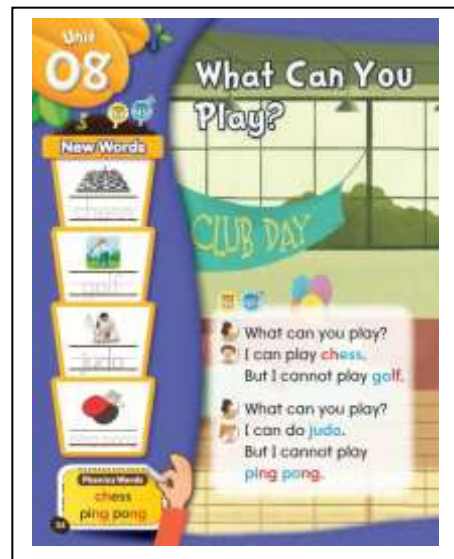 Unit
08
What Can You
Play?
New Words
chess
golf
judo
ping pong
CLUB DAY
What can you play?
I can play chess.
But I cannot play golf.
What can you play?
I can do judo.
But I cannot play
ping pong.
Phonics Words
chess
ping pong